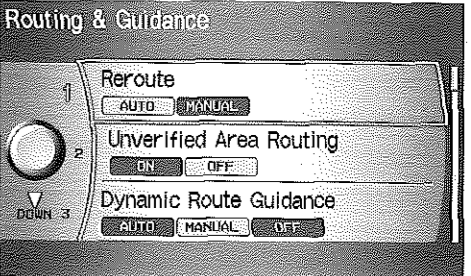 Routing & Guidance
1 Reroute
AUTO MANUAL
2 Unverified Area Routing
ON OFF
DOWN 3 Dynamic Route Guidance
AUTO MANUAL OFF